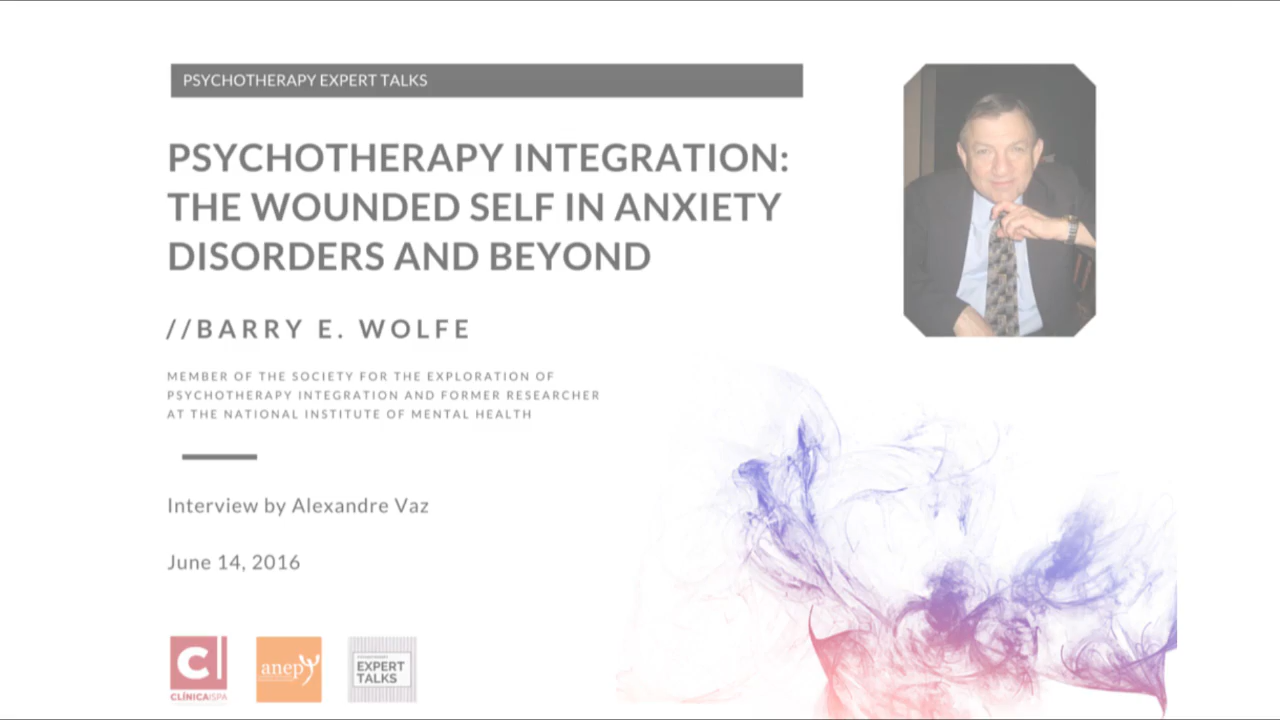 PSYCHOTHERAPY EXPERT TALKS
PSYCHOTHERAPY INTEGRATION:
THE WOUNDED SELF IN ANXIETY
DISORDERS AND BEYOND
//BARRY E. WOLFE
MEMBER OF THE SOCIETY FOR THE EXPLORATION OF
PSYCHOTHERAPY INTEGRATION AND FORMER RESEARCHER
AT THE NATIONAL INSTITUTE OF MENTAL HEALTH
Interview by Alexandre Vaz
June 14, 2016
CLÍNICA ISPA
anep
PSYCHOTHERAPY
EXPERT
TALKS